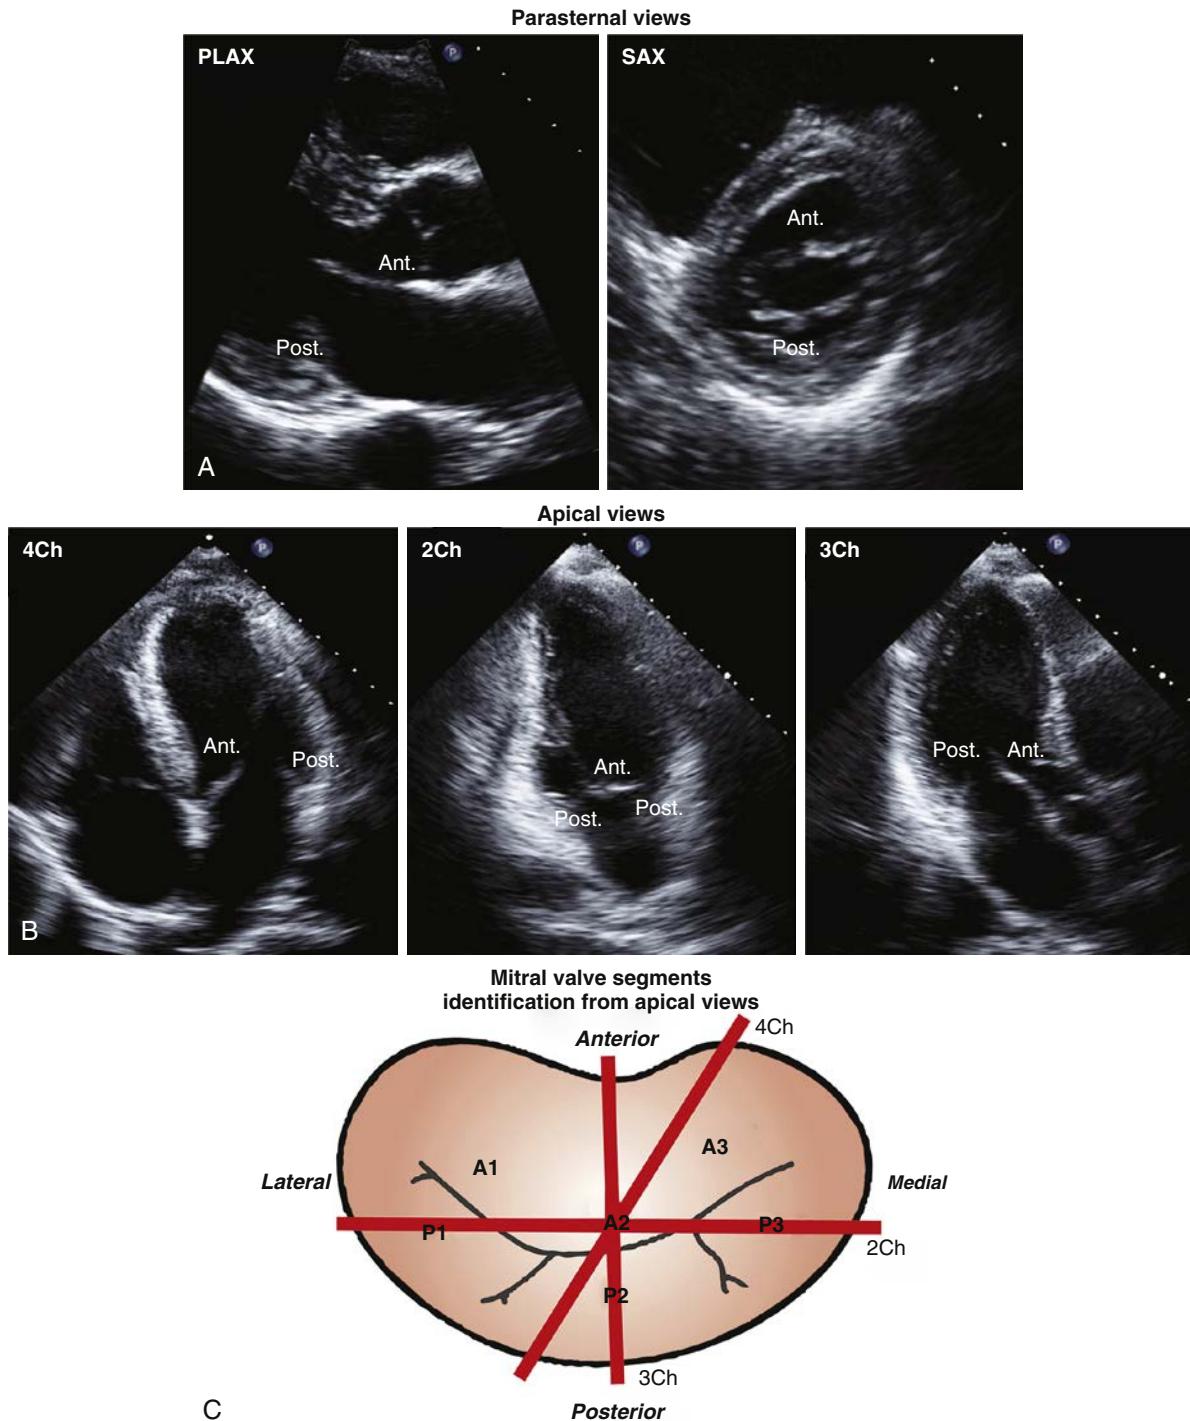 Parasternal views
PLAX
P
SAX
Ant.
Post.
A
Ant.
Post.
Apical views
4Ch
P
2Ch
P
3Ch
P
Ant.
Post.
B
Ant.
Post.
Post.
Post.
Ant.
Mitral valve segments
identification from apical views
Anterior
4Ch
A1
A3
Lateral
Medial
P1
A2
P3
2Ch
P2
3Ch
Posterior
C